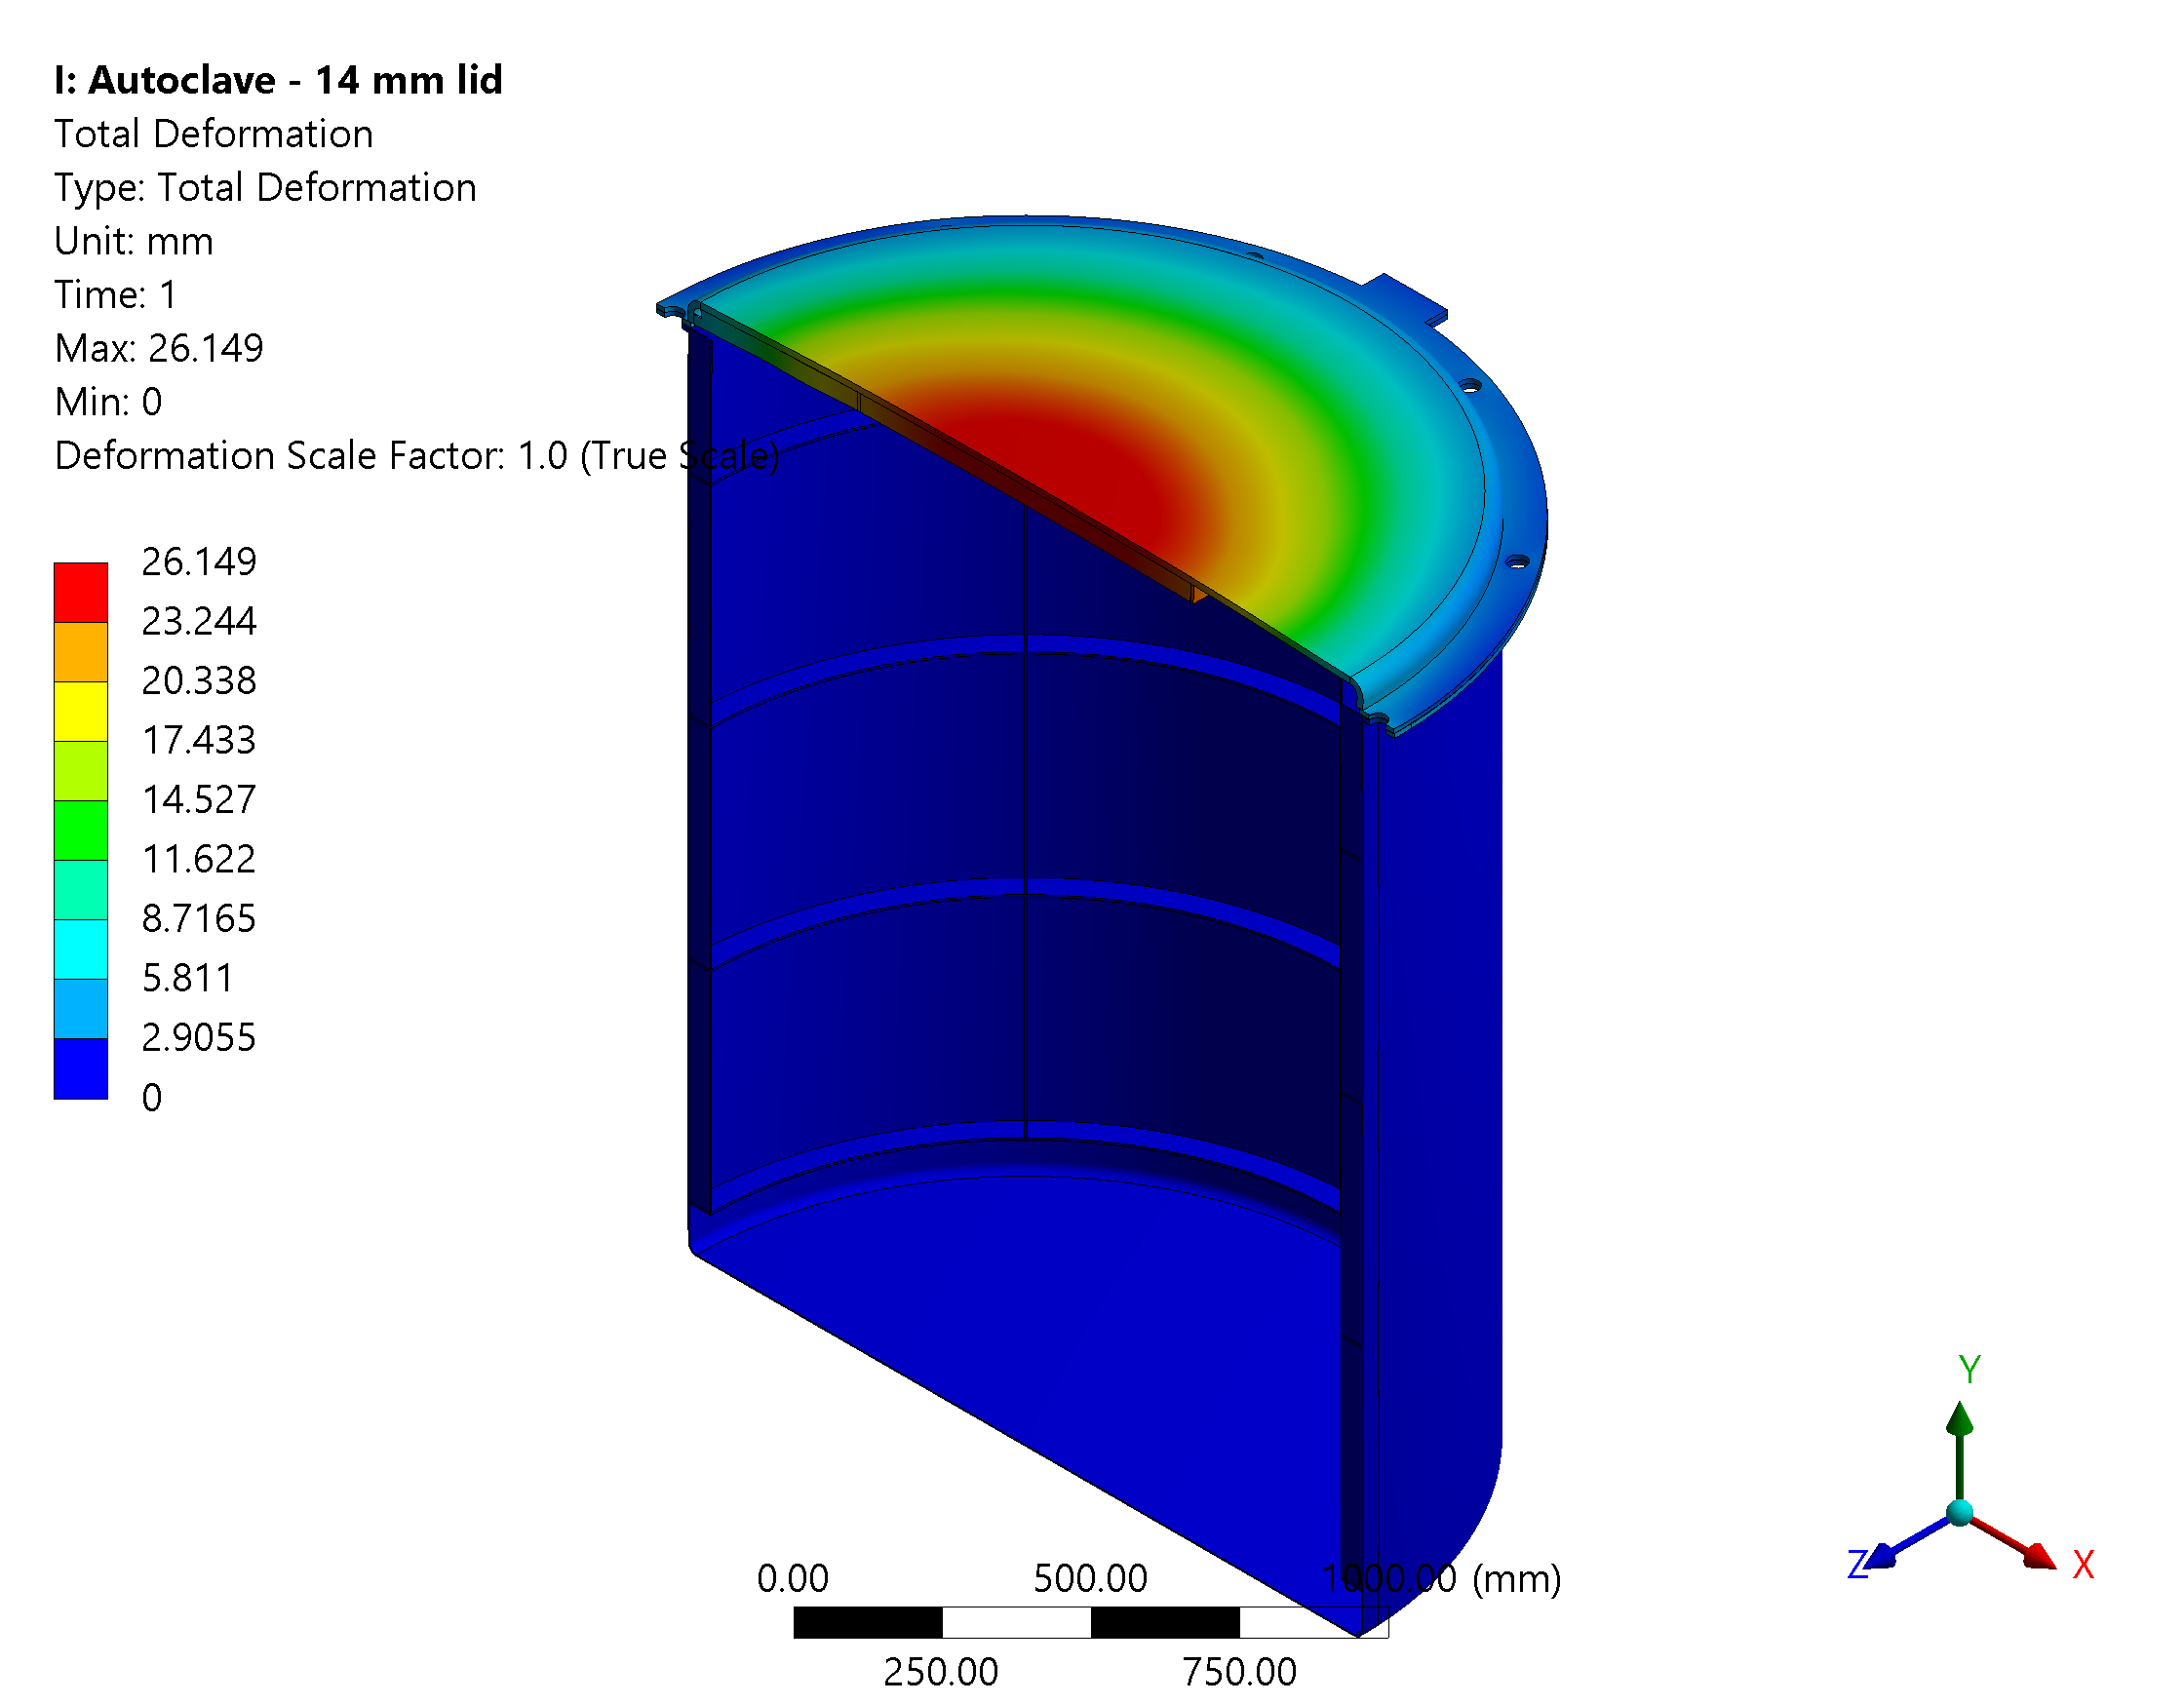 I: Autoclave - 14 mm lid
Total Deformation
Type: Total Deformation
Unit: mm
Time: 1
Max: 26.149
Min: 0
Deformation Scale Factor: 1.0 (True Scale)
26.149
23.244
20.338
17.433
14.527
11.622
8.7165
5.811
2.9055
0
Y
Z
X
0.00 500.00 1000.00 (mm)
250.00 750.00